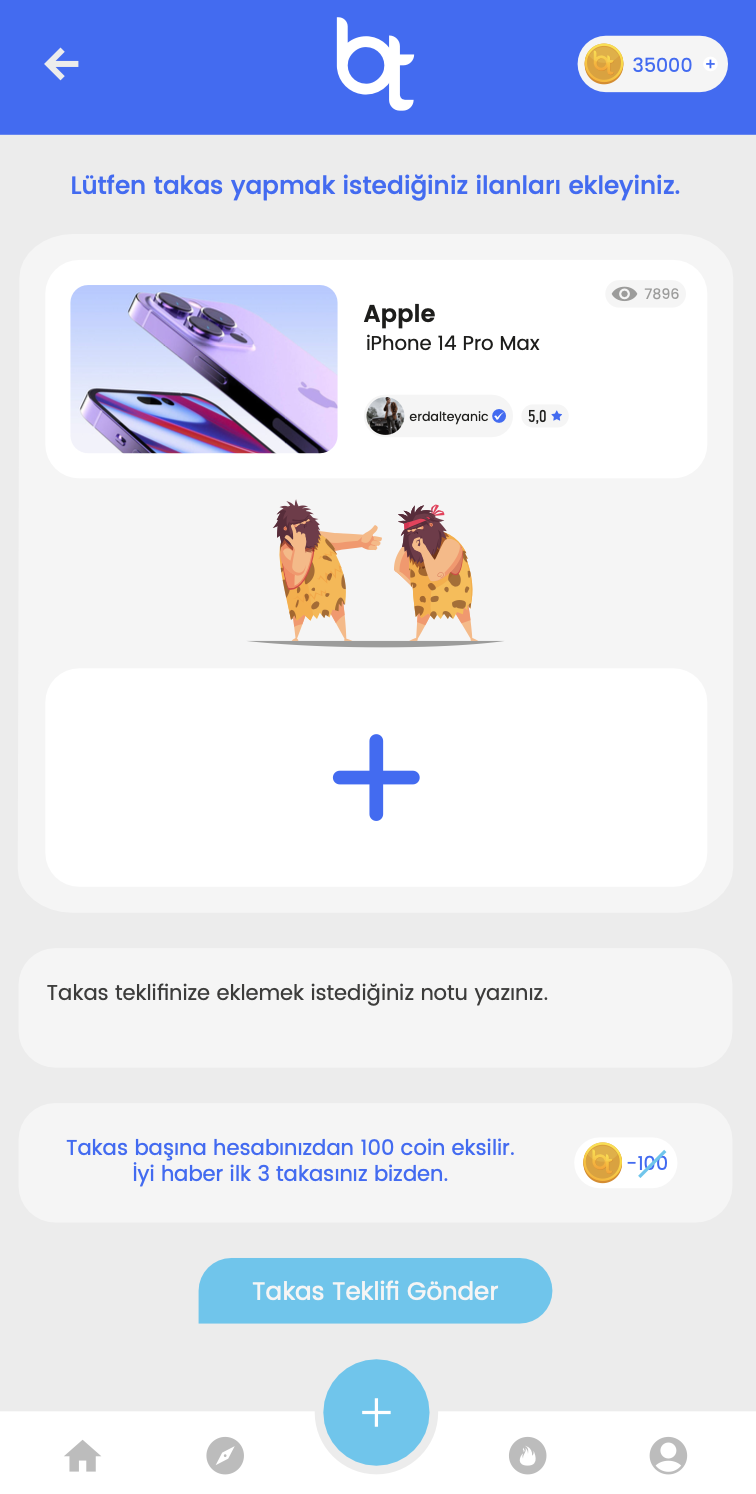 bt
35000 +
Lütfen takas yapmak istediğiniz ilanları ekleyiniz.
7896
Apple
iPhone 14 Pro Max
erdalteyanic
5,0
Takas teklifinize eklemek istediğiniz notu yazınız.
Takas başına hesabınızdan 100 coin eksilir.
İyi haber ilk 3 takasınız bizden.
-100
Takas Teklifi Gönder